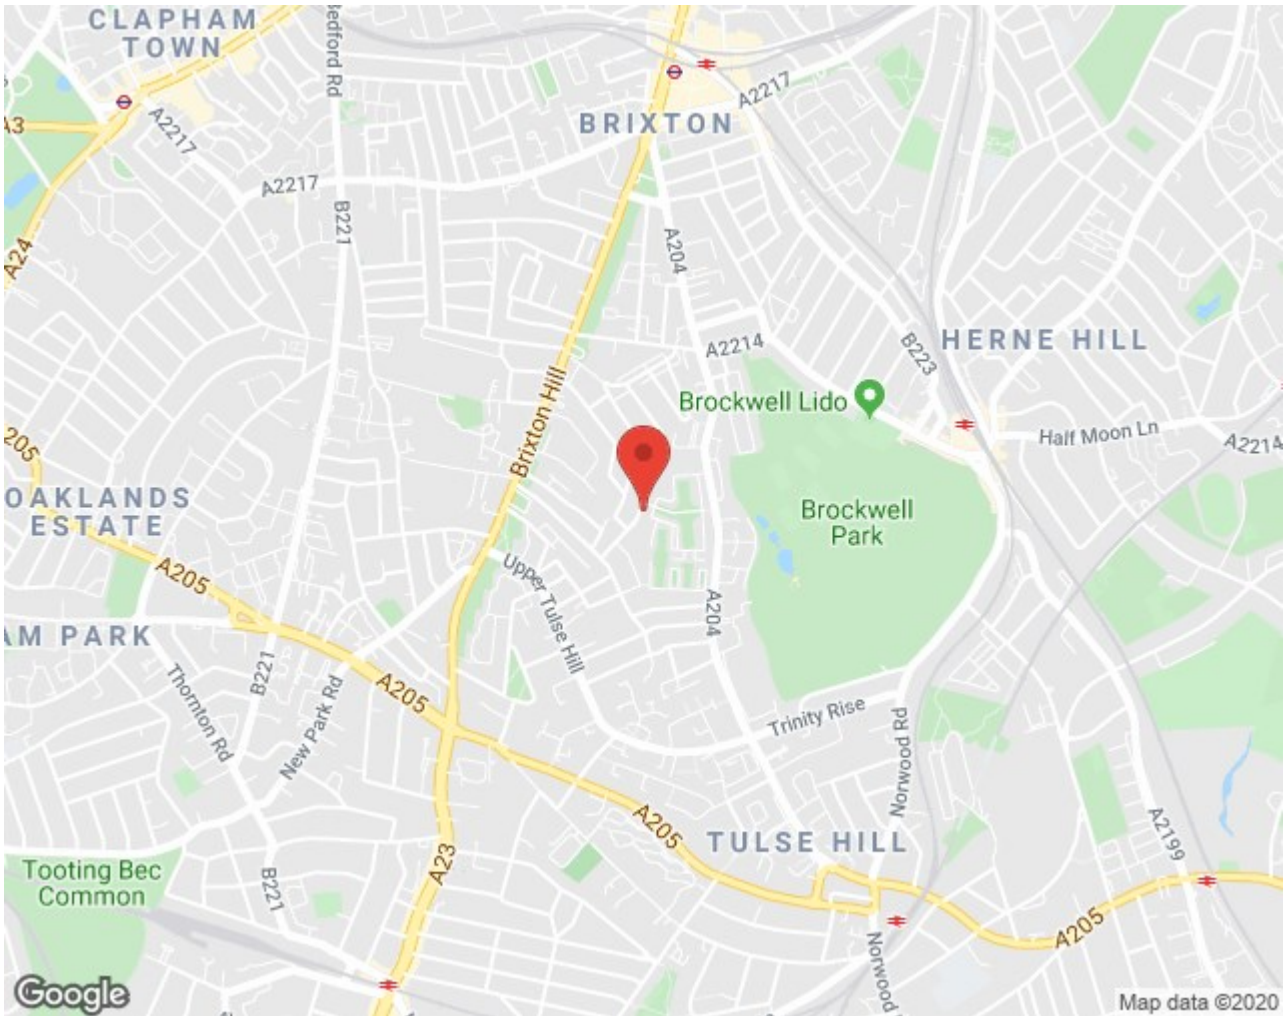 CLAPHAM
TOWN
Bedford Rd
A2217
A3
A2217
BRIXTON
A2217
B221
A24
A204
A2214
B223
HERNE HILL
Brockwell Lido
Half Moon Ln
A2214
Brixton Hill
205
OAKLANDS
ESTATE
Brockwell
Park
A205
Upper Tulse Hill
A204
AM PARK
B221
Thornton Rd
New Park Rd
A205
Trinity Rise
Norwood Rd
A205
TULSE HILL
A2199
A23
Tooting Bec
Common
B221
A205
Norwood
Google
Map data ©2020